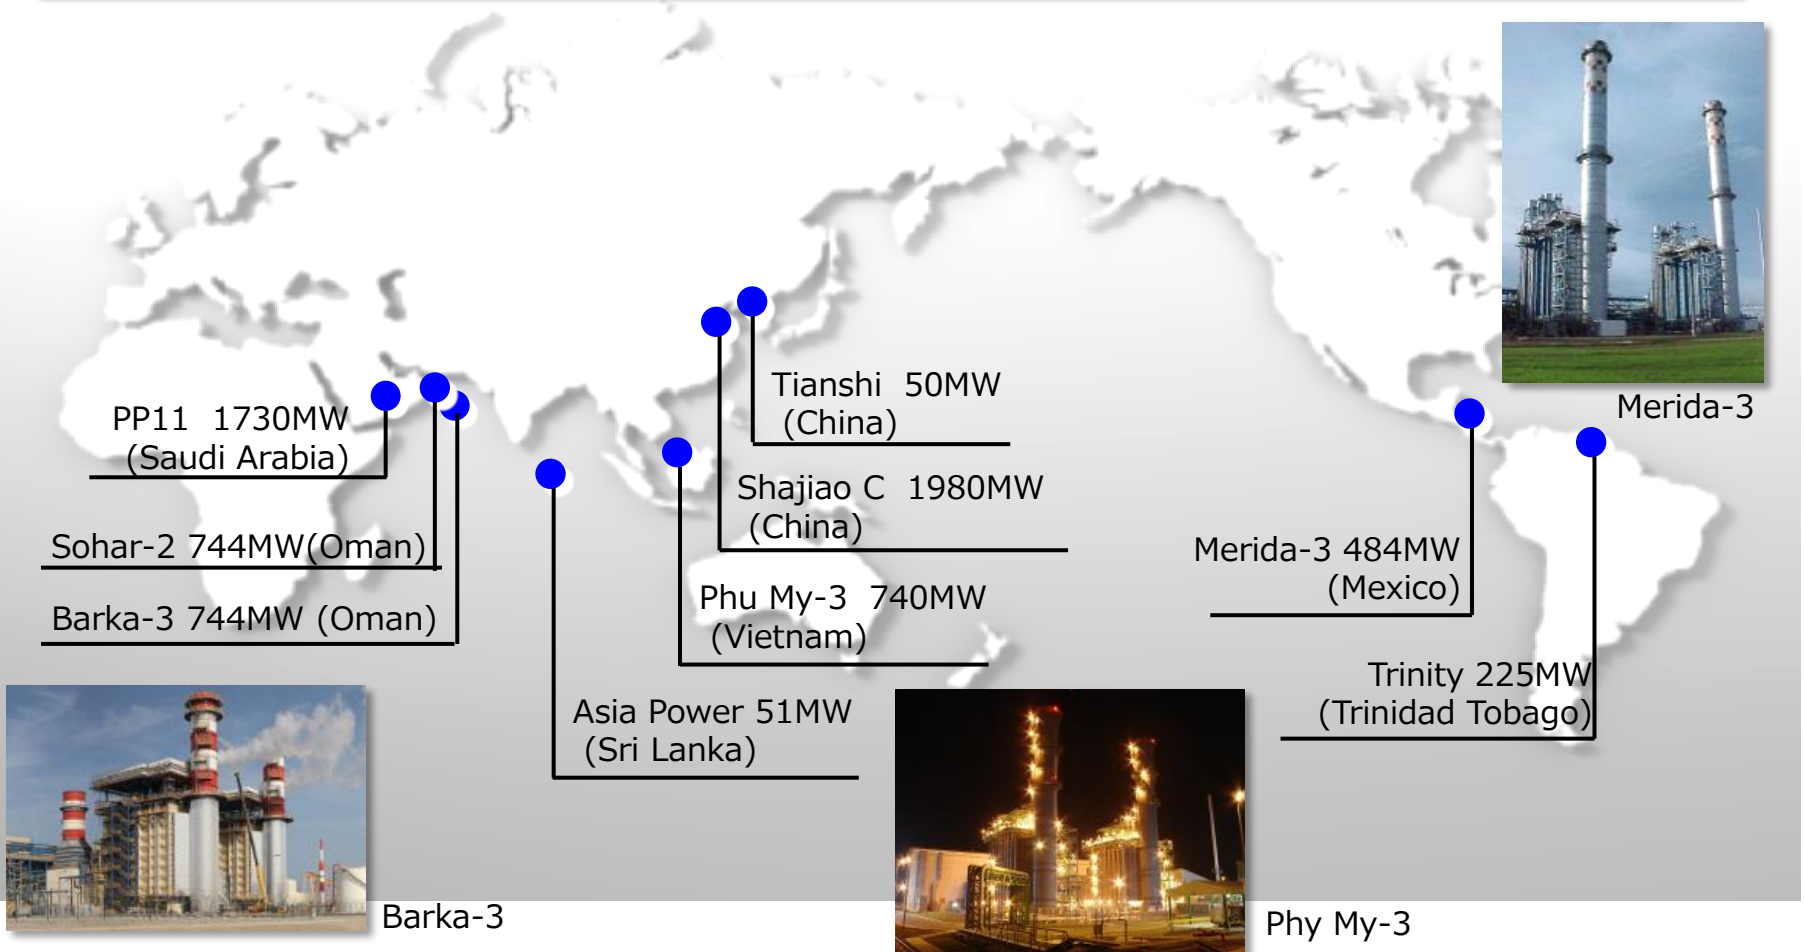 Merida-3
Tianshi 50MW
(China)
PP11 1730MW
(Saudi Arabia)
Shajiao C 1980MW
(China)
Sohar-2 744MW(Oman)
Merida-3 484MW
(Mexico)
Barka-3 744MW (Oman)
Phu My-3 740MW
(Vietnam)
Trinity 225MW
(Trinidad Tobago)
Asia Power 51MW
(Sri Lanka)
Barka-3
Phy My-3